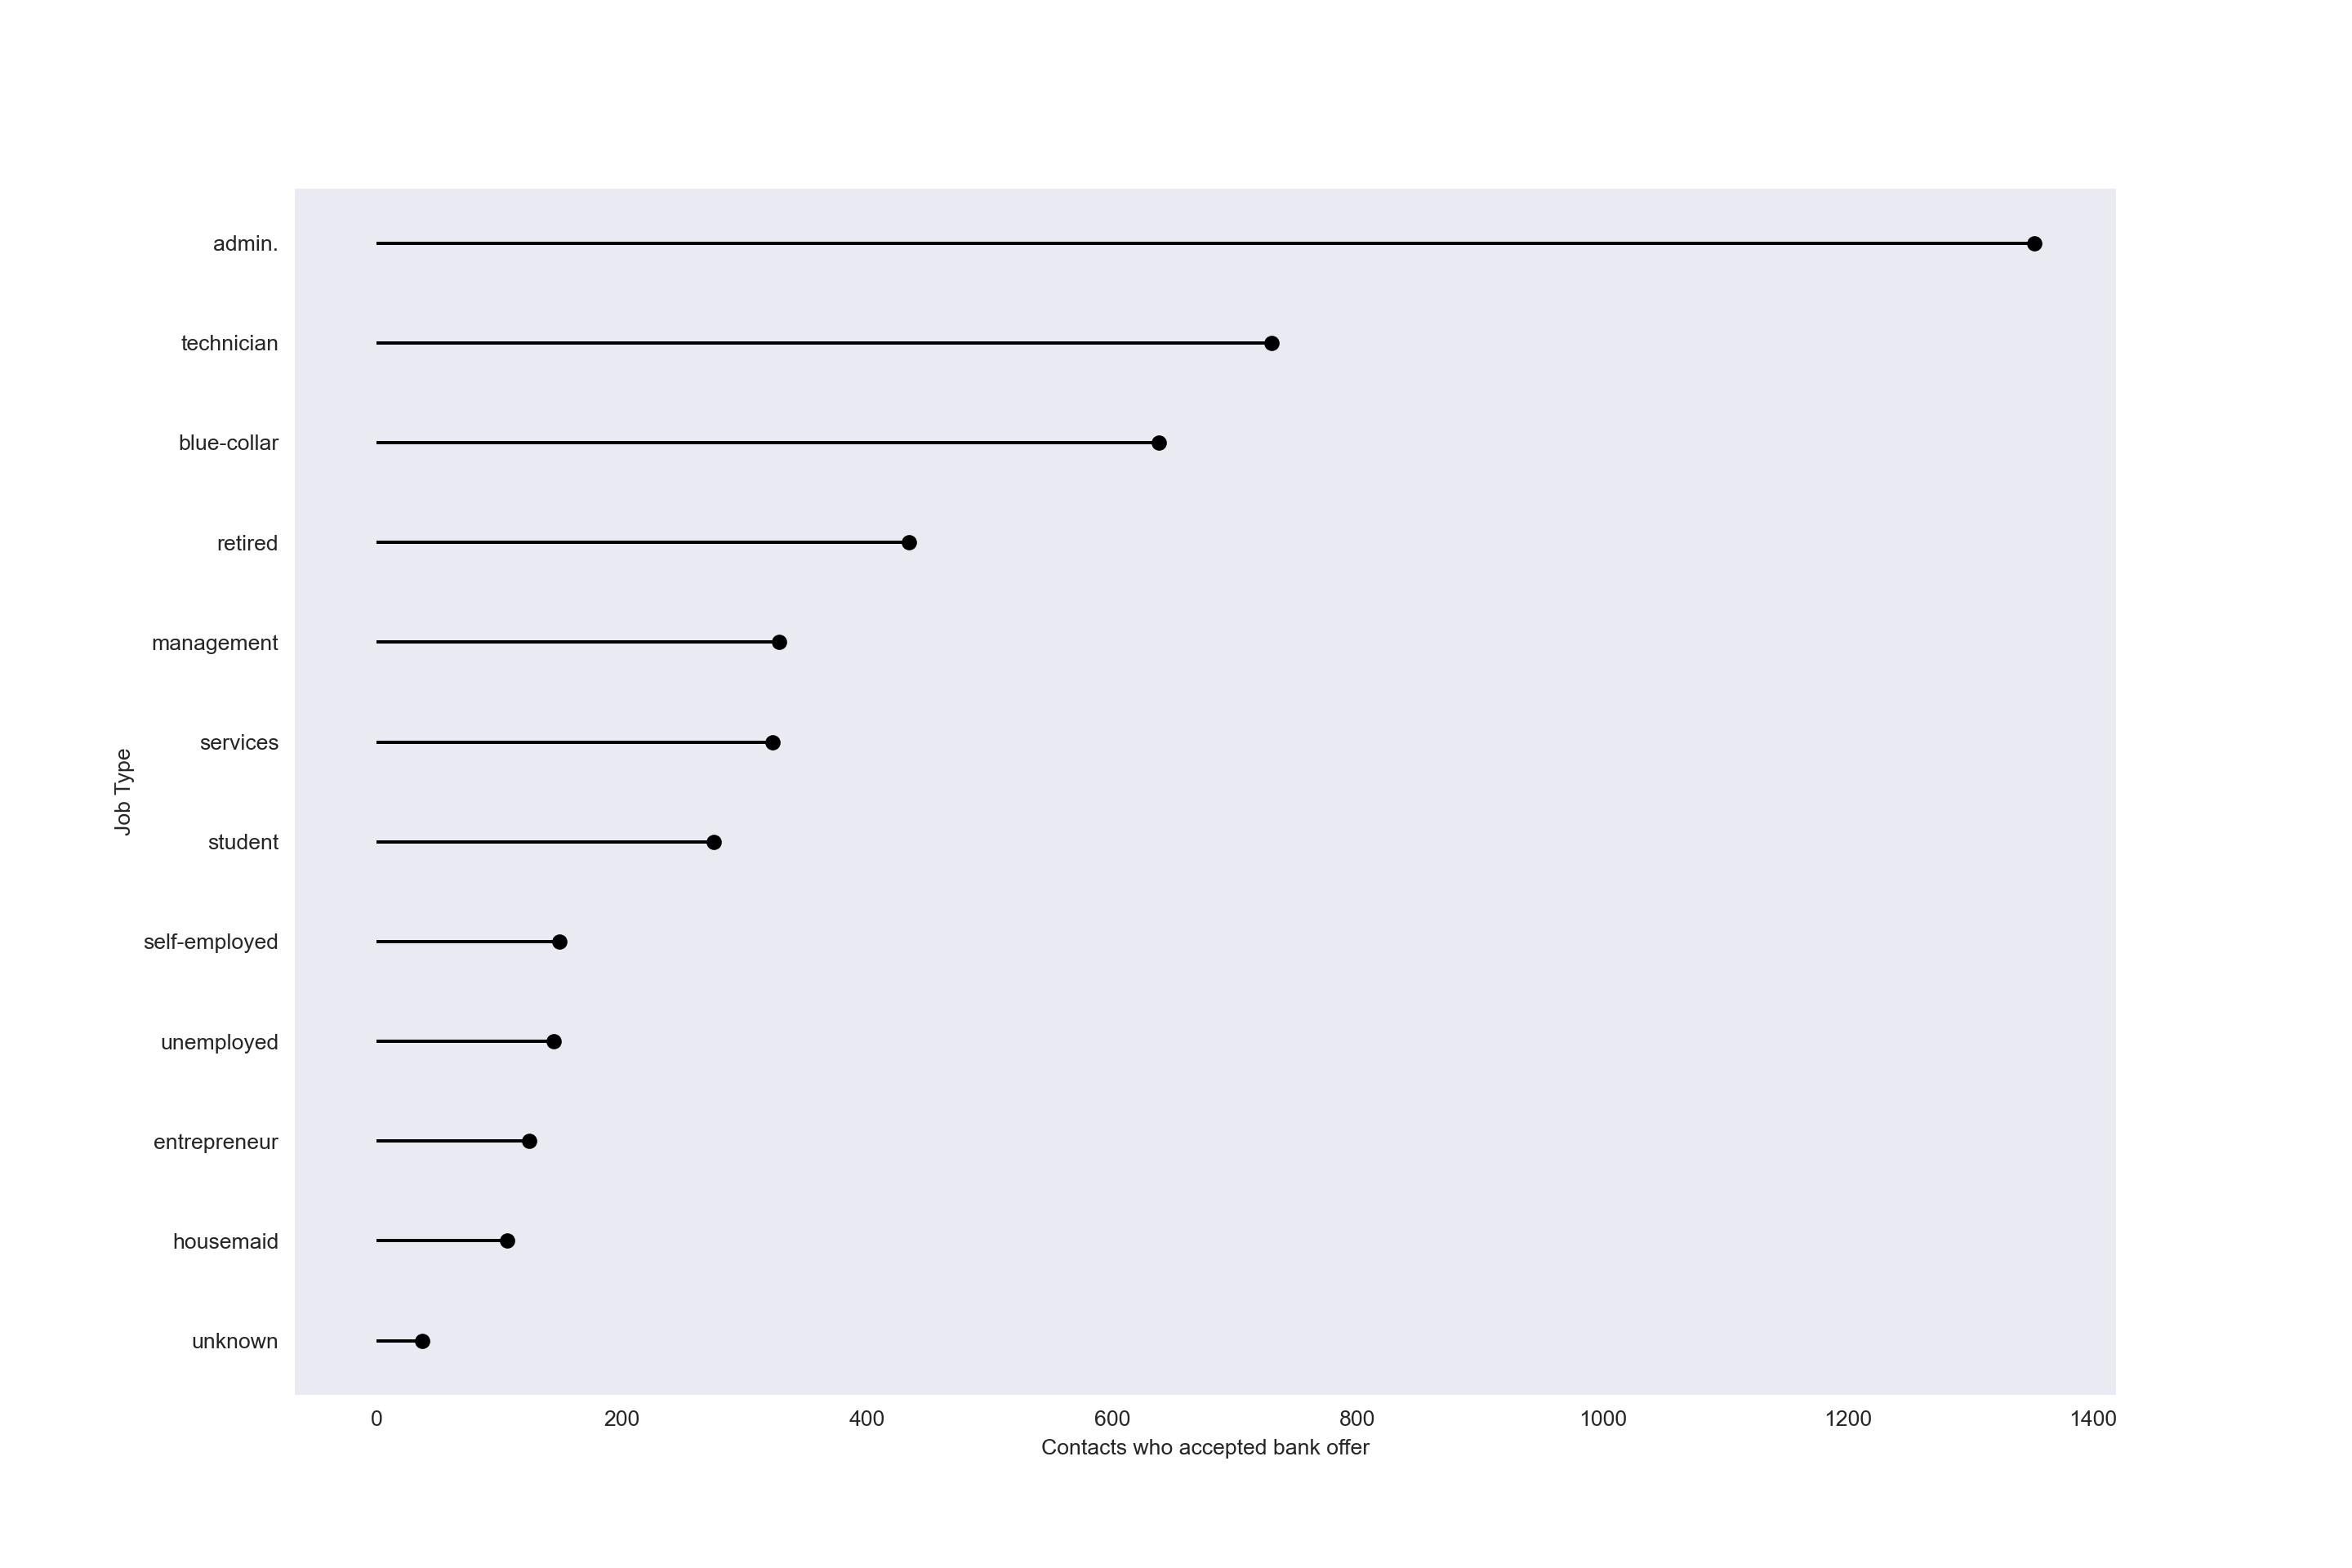 admin.
technician
blue-collar
retired
management
services
student
self-employed
unemployed
entrepreneur
housemaid
unknown
Job Type
0 200 400 600 800 1000 1200 1400
Contacts who accepted bank offer